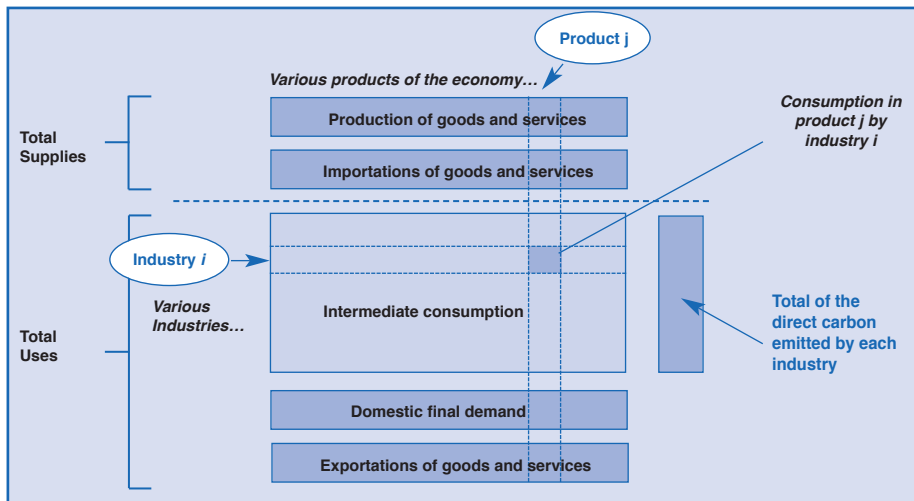 Product j
Various products of the economy…
Production of goods and services
Consumption in
product j by
industry i
Total
Supplies
Importations of goods and services
Industry i
Various
Industries…
Intermediate consumption
Total
Uses
Total of the
direct carbon
emitted by each
industry
Domestic final demand
Exportations of goods and services